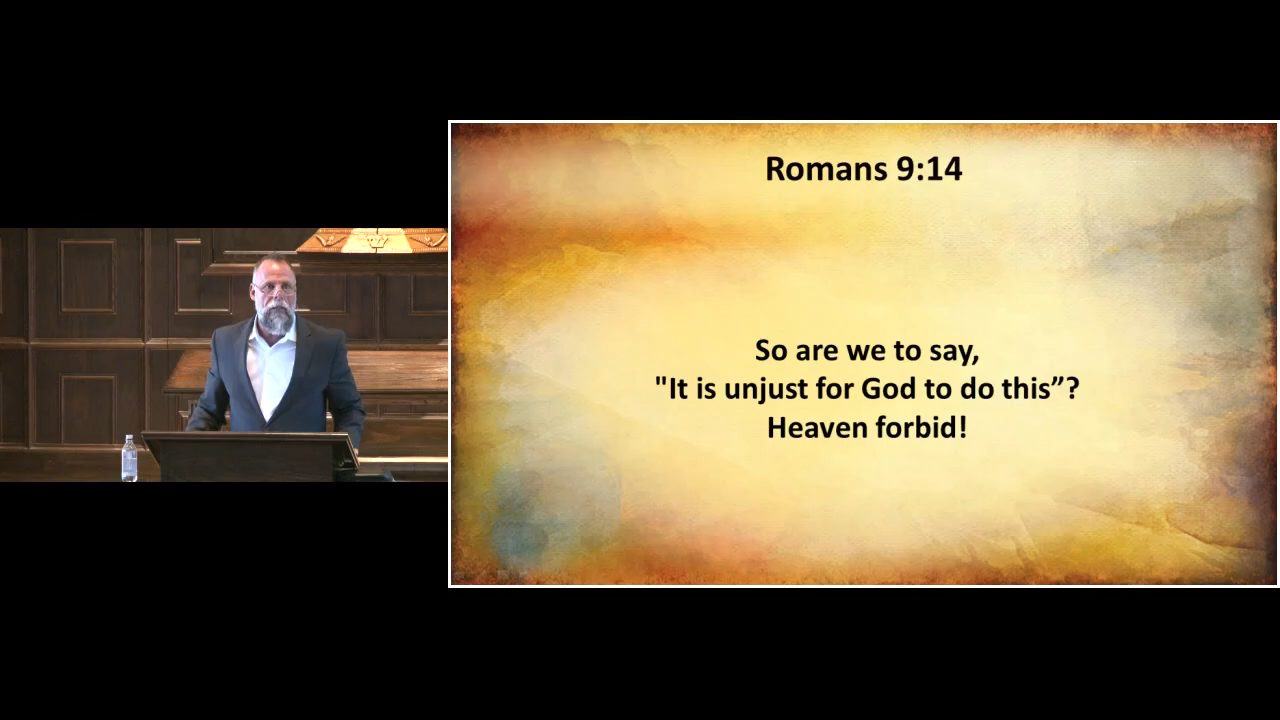 Romans 9:14
So are we to say,
"It is unjust for God to do this”?
Heaven forbid!